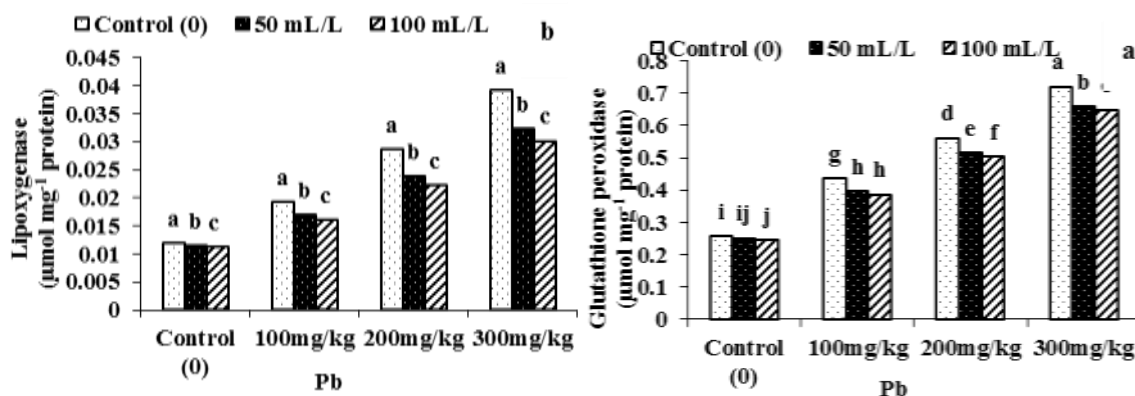 Control (0) 50 mL/L 100 mL/L b
Lipoxygenase
(µmol mg⁻¹ protein)
0.045
0.04
0.035
0.03
0.025
0.02
0.015
0.01
0.005
0
a b c
a b c
a b c
a b c
Control
(0)
100mg/kg
200mg/kg
300mg/kg
Pb
Control (0) 50 mL/L 100 mL/L a
Glutathione peroxidase
(µmol mg⁻¹ protein)
0.8
0.7
0.6
0.5
0.4
0.3
0.2
0.1
0
i ij j
g h h
d e f
a b
Control
(0)
100mg/kg
200mg/kg
300mg/kg
Pb